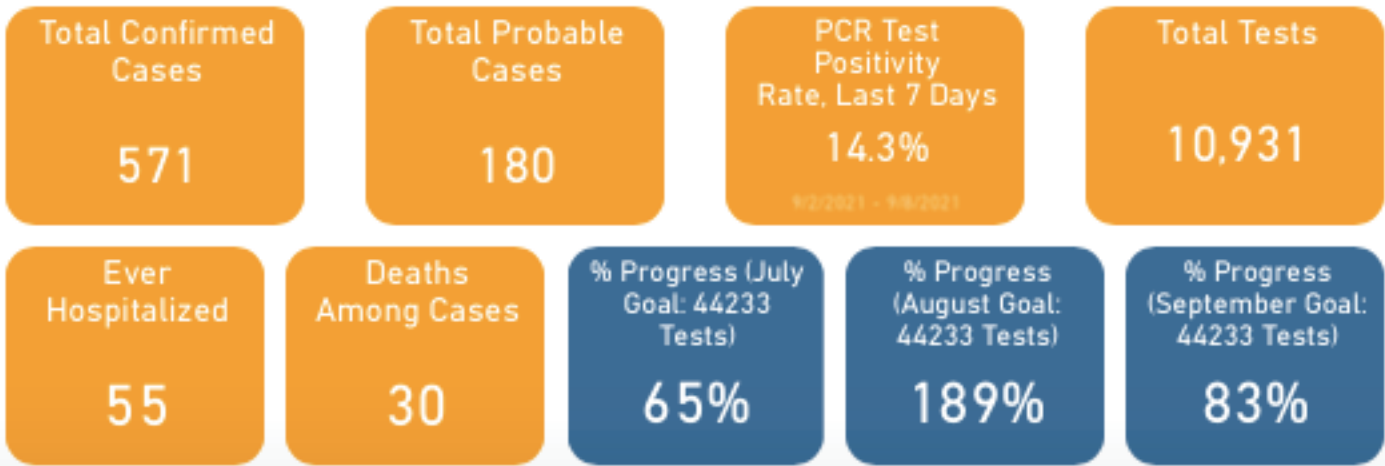 Total Confirmed
Cases
571
Total Probable
Cases
180
PCR Test
Positivity
Rate, Last 7 Days
14.3%
9/2/2021 - 9/8/2021
Total Tests
10,931
Ever
Hospitalized
55
Deaths
Among Cases
30
% Progress (July
Goal: 44233
Tests)
65%
% Progress
(August Goal:
44233 Tests)
189%
% Progress
(September Goal:
44233 Tests)
83%